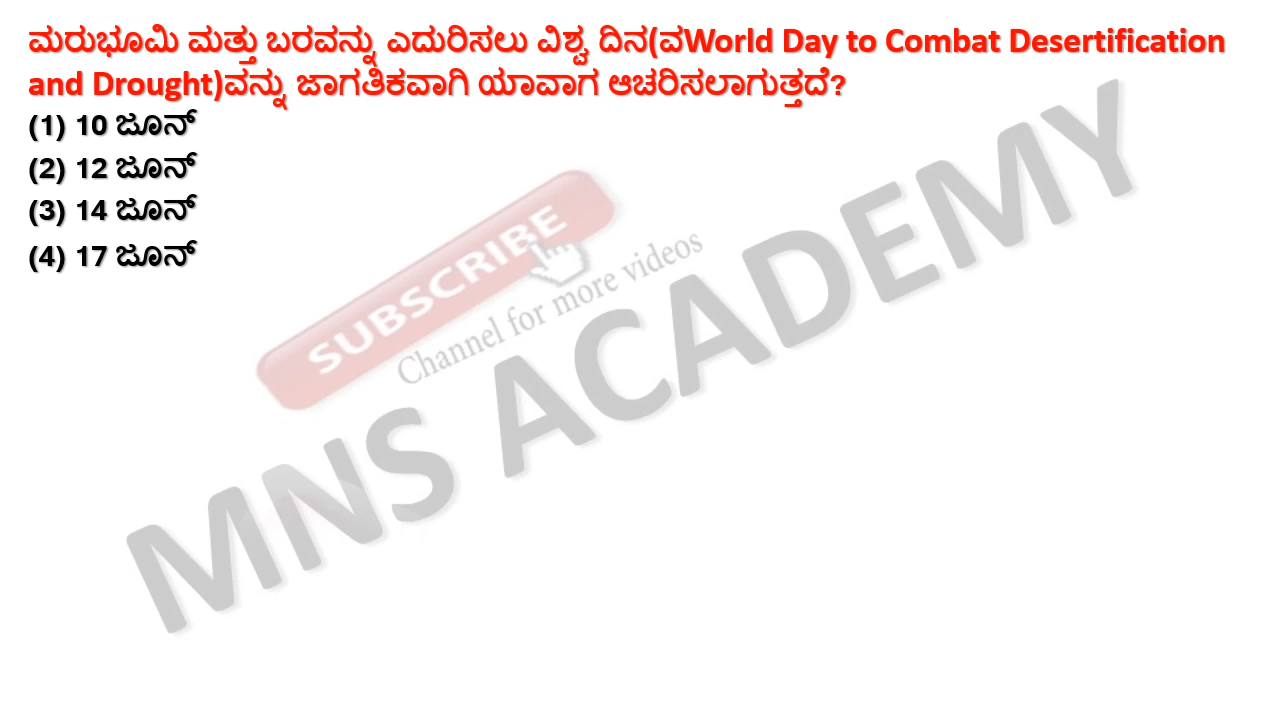 ಮರುಭೂಮಿ ಮತ್ತು ಬರವನ್ನು ಎದುರಿಸಲು ವಿಶ್ವ ದಿನ(ವWorld Day to Combat Desertification
and Drought)ವನ್ನು ಜಾಗತಿಕವಾಗಿ ಯಾವಾಗ ಆಚರಿಸಲಾಗುತ್ತದೆ?
(1) 10 ಜೂನ್
(2) 12 ಜೂನ್
(3) 14 ಜೂನ್
(4) 17 ಜೂನ್
SUBSCRIBE
Channel for more videos
MNS ACADEMY